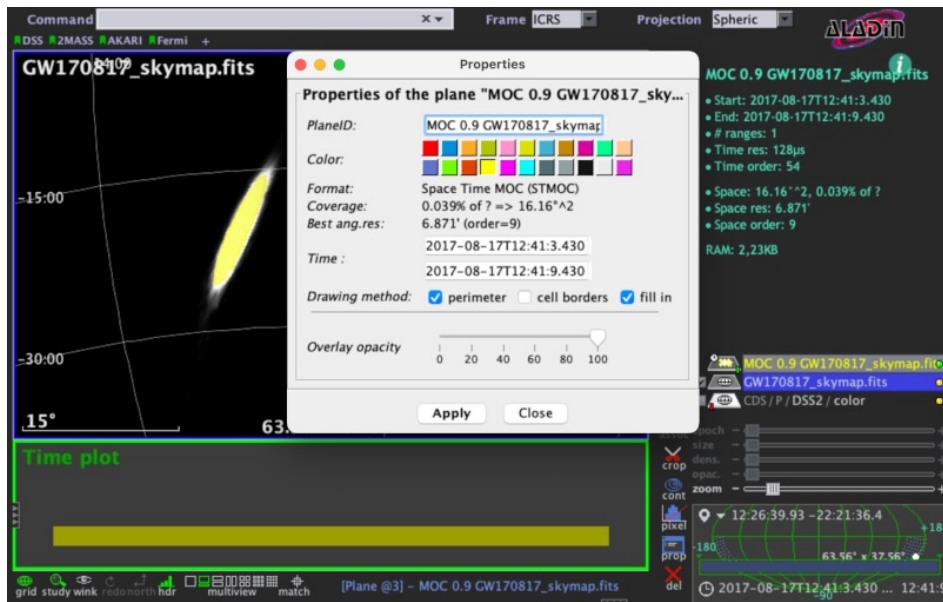 Command
Frame ICRS
Projection Spheric
ALADiN
DSS 2MASS AKARI Fermi +
GW170817_skymap.fits
-15:00
-30:00
15°
63.
Properties
Properties of the plane "MOC 0.9 GW170817_sky...
PlaneID: MOC 0.9 GW170817_skymap
Color:
Format: Space Time MOC (STMOC)
Coverage: 0.039% of ? => 16.16°^2
Best ang.res: 6.871' (order=9)
Time : 2017-08-17T12:41:3.430
2017-08-17T12:41:9.430
Drawing method: perimeter cell borders fill in
Overlay opacity
0 20 40 60 80 100
Apply Close
i
MOC 0.9 GW170817_skymap.fits
• Start: 2017-08-17T12:41:3.430
• End: 2017-08-17T12:41:9.430
• # ranges: 1
• Time res: 128µs
• Time order: 54
• Space: 16.16°^2, 0.039% of ?
• Space res: 6.871'
• Space order: 9
RAM: 2,23KB
MOC 0.9 GW170817_skymap.fit
GW170817_skymap.fits
CDS / P / DSS2 / color
Time plot
assoc
crop
cont
pixel
prop
del
epoch
size
dens.
opac.
zoom
12:26:39.93 -22:21:36.4
+18
-180
63.56° x 37.56°
-90
2017-08-17T12:41:3.430 ... 12:41:9
grid study wink redo north hdr multiview match
[Plane @3] - MOC 0.9 GW170817_skymap.fits